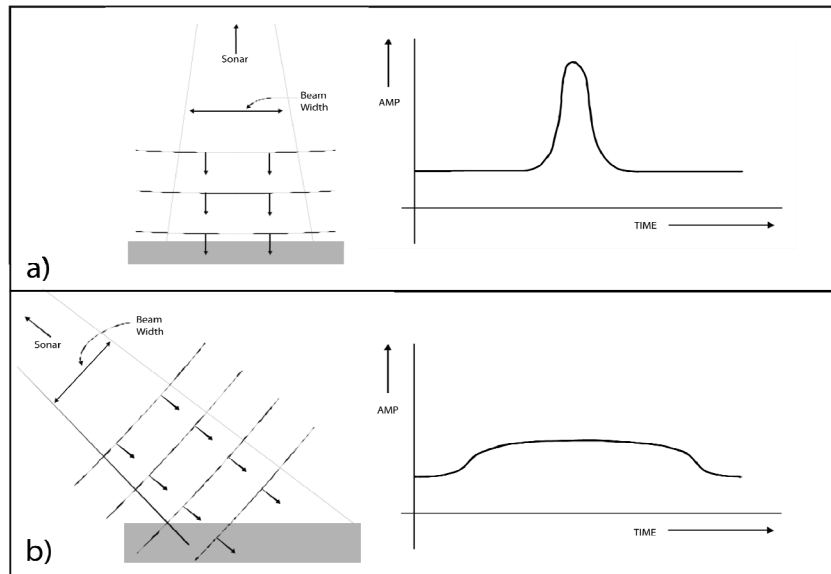 Sonar
Beam
Width
AMP
TIME
a)
Beam
Width
Sonar
AMP
TIME
b)